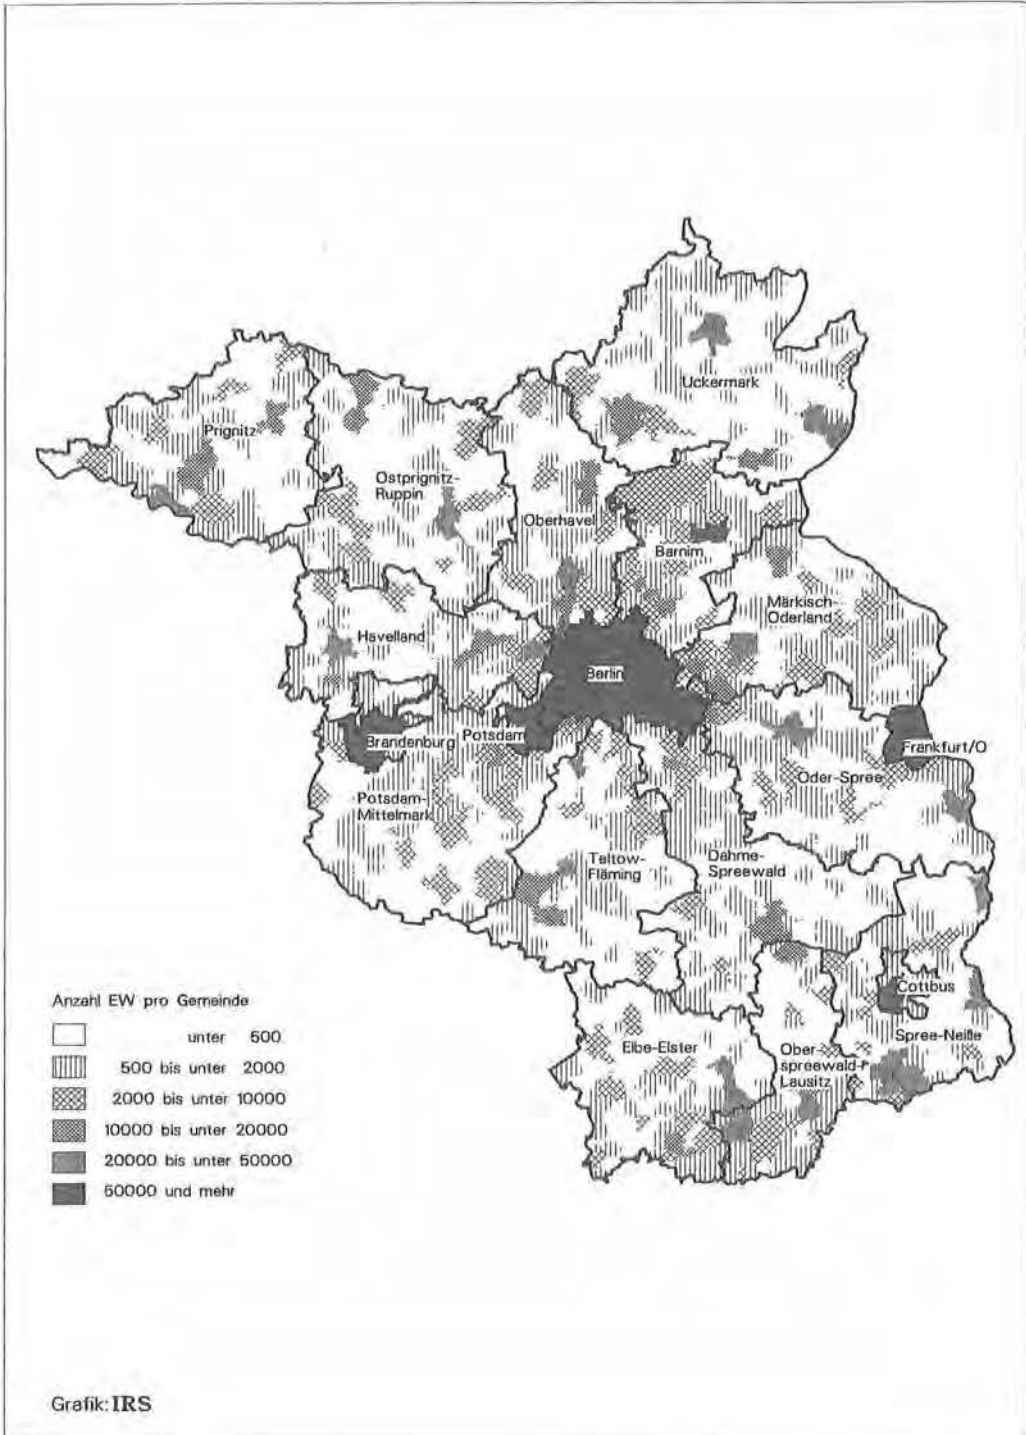 Uckermark
Prignitz
Ostprignitz-
Ruppin
Oberhavel
Barnim
Märkisch-
Oderland
Havelland
Berlin
Brandenburg
Potsdam
Frankfurt/O
Oder-Spree
Potsdam-
Mittelmark
Teltow-
Fläming
Dahme-
Spreewald
Cottbus
Spree-Neiße
Elbe-Elster
Ober-
spreewald-
Lausitz
Anzahl EW pro Gemeinde
unter 500
500 bis unter 2000
2000 bis unter 10000
10000 bis unter 20000
20000 bis unter 50000
50000 und mehr
Grafik: IRS